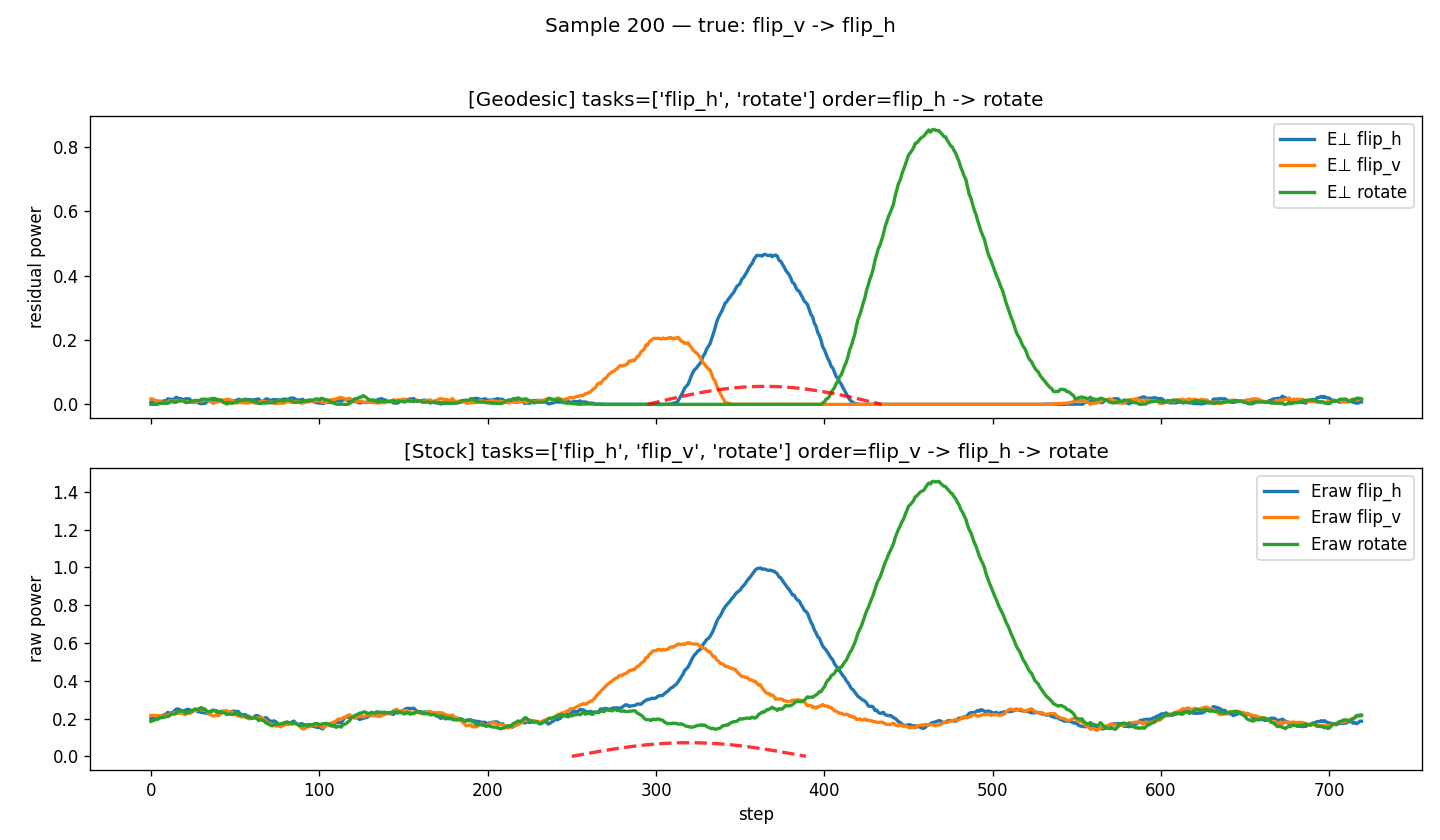 Sample 200 — true: flip_v -> flip_h
[Geodesic] tasks=['flip_h', 'rotate'] order=flip_h -> rotate
residual power
0.8
0.6
0.4
0.2
0.0
E⊥ flip_h
E⊥ flip_v
E⊥ rotate
[Stock] tasks=['flip_h', 'flip_v', 'rotate'] order=flip_v -> flip_h -> rotate
raw power
1.4
1.2
1.0
0.8
0.6
0.4
0.2
0.0
Eraw flip_h
Eraw flip_v
Eraw rotate
0 100 200 300 400 500 600 700
step